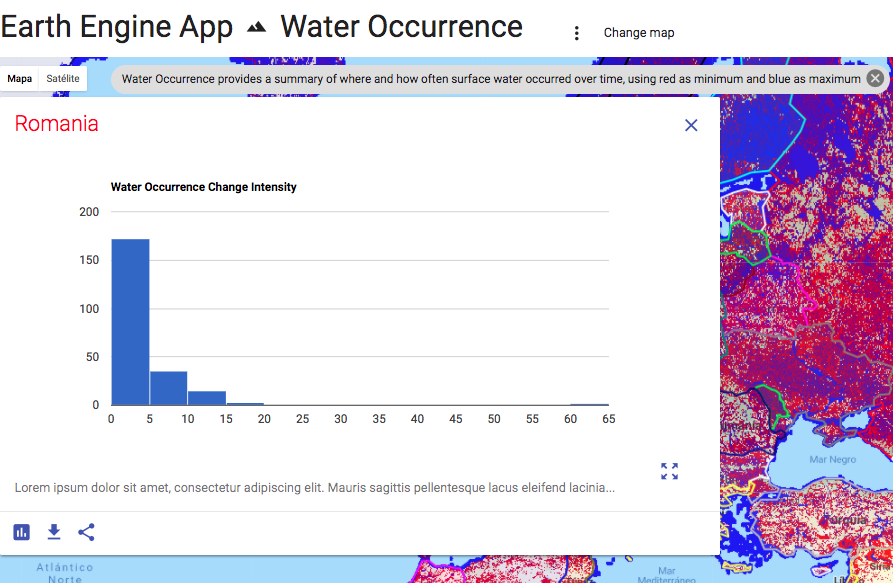 Earth Engine App Water Occurrence
Change map
Mapa Satélite
Water Occurrence provides a summary of where and how often surface water occurred over time, using red as minimum and blue as maximum
Romania
Water Occurrence Change Intensity
200
150
100
50
0
0 5 10 15 20 25 30 35 40 45 50 55 60 65
Lorem ipsum dolor sit amet, consectetur adipiscing elit. Mauris sagittis pellentesque lacus eleifend lacinia...
Mar Negro
Turquía
Atlántico
Norte
Mar
Mediterráneo